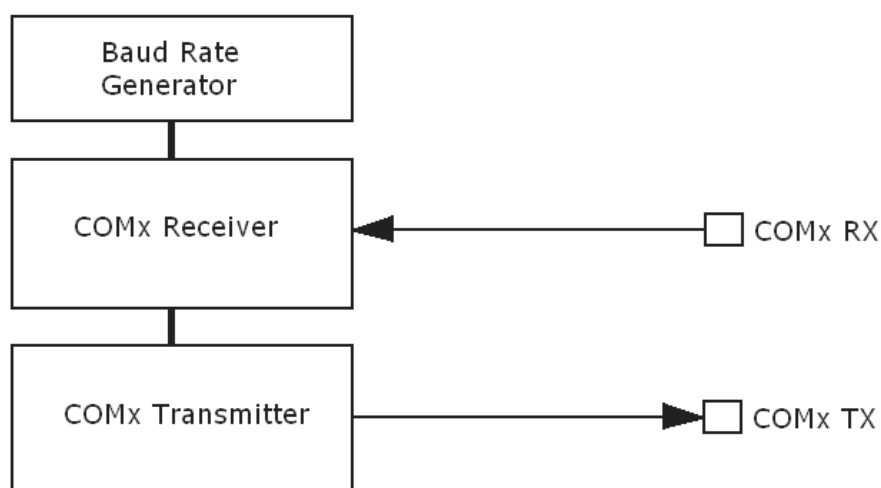 Baud Rate
Generator
COMx Receiver
COMx RX
COMx Transmitter
COMx TX